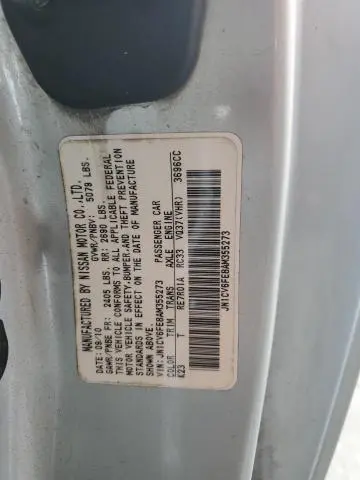 MANUFACTURED BY NISSAN MOTOR CO.,LTD.
DATE: 09/10 GVWR/PNBV: 5079 LBS.
GAWR/PNBE FR: 2405 LBS. RR: 2690 LBS.
THIS VEHICLE CONFORMS TO ALL APPLICABLE FEDERAL
MOTOR VEHICLE SAFETY,BUMPER,AND THEFT PREVENTION
STANDARDS IN EFFECT ON THE DATE OF MANUFACTURE
SHOWN ABOVE.
VIN: JN1CV6FE8AM355273 PASSENGER CAR
COLOR TRIM TRANS AXLE ENGINE
K23 T RE7R01A RC33 VQ37(VHR) 3696CC
JN1CV6FE8AM355273